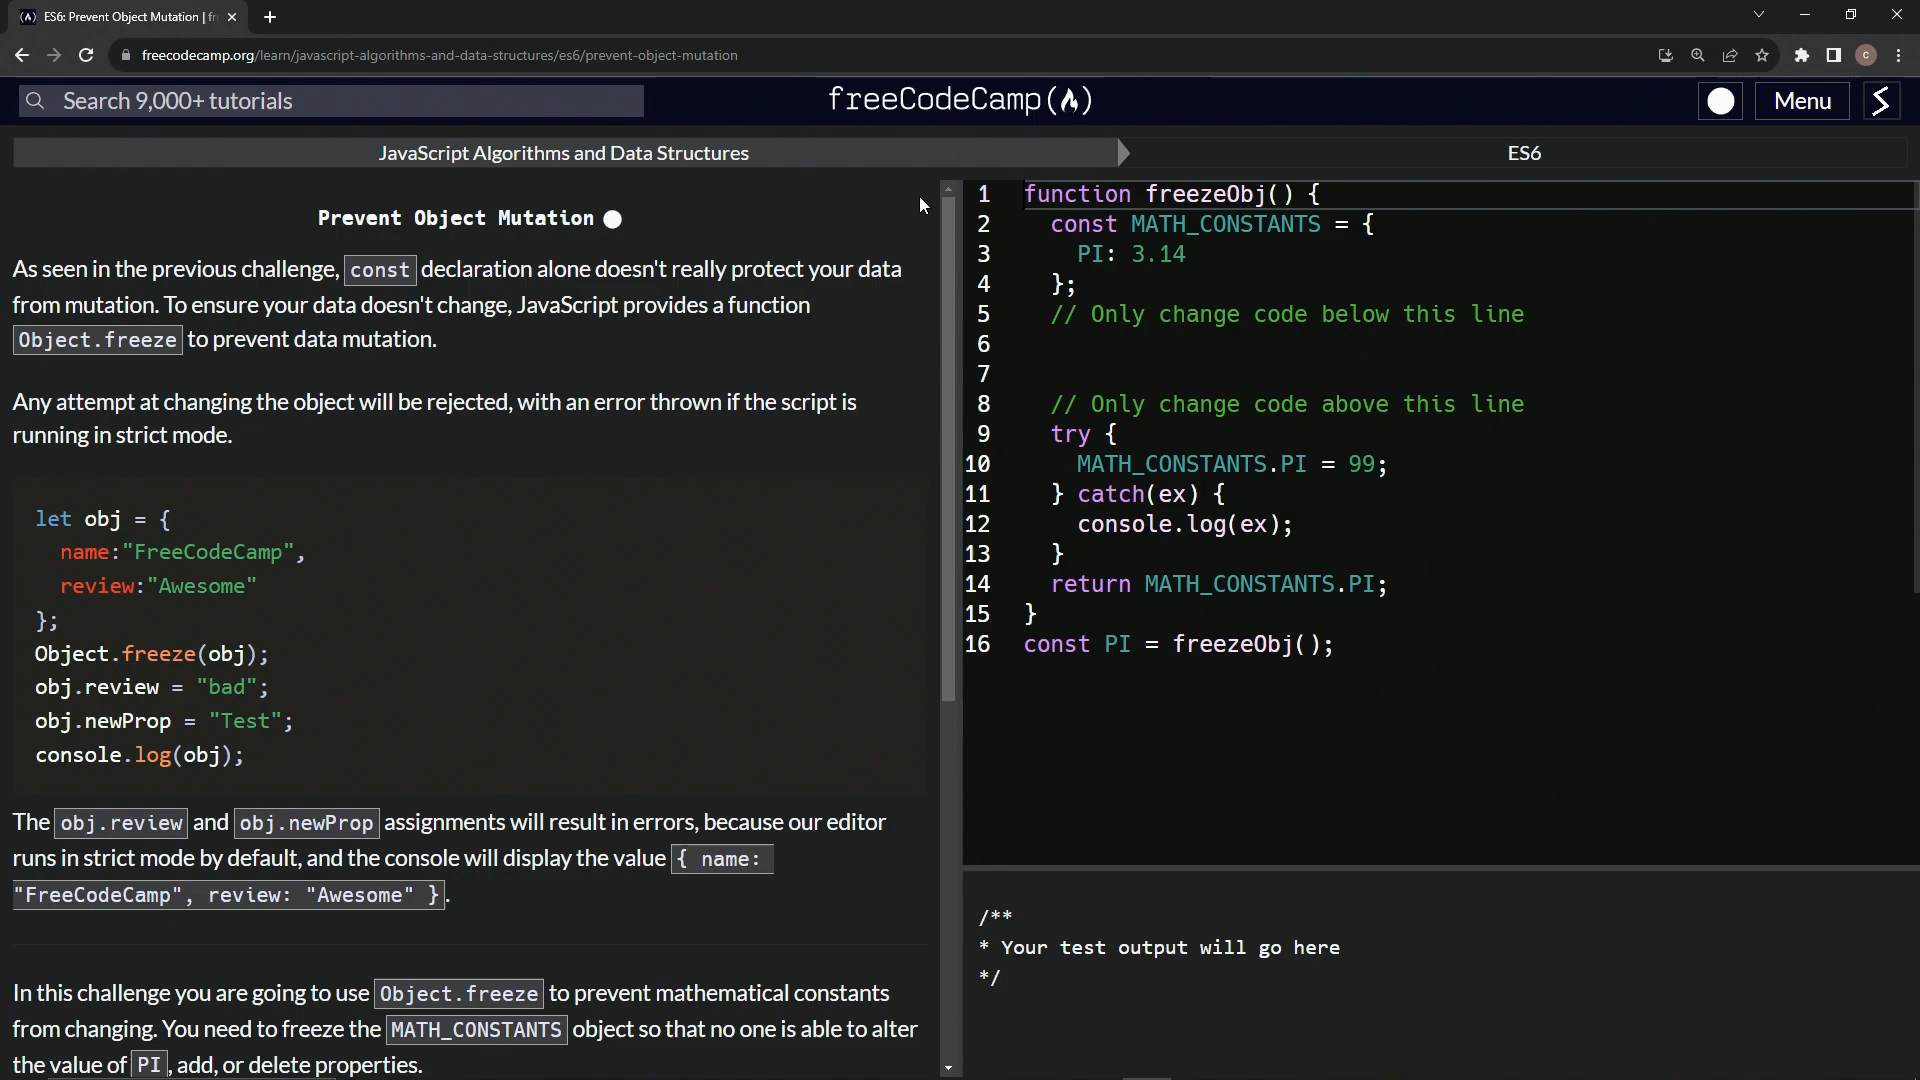 ES6: Prevent Object Mutation | fr
freecodecamp.org/learn/javascript-algorithms-and-data-structures/es6/prevent-object-mutation
c
Search 9,000+ tutorials
freeCodeCamp
Menu
JavaScript Algorithms and Data Structures
ES6
Prevent Object Mutation
As seen in the previous challenge, const declaration alone doesn't really protect your data
from mutation. To ensure your data doesn't change, JavaScript provides a function
Object.freeze to prevent data mutation.
Any attempt at changing the object will be rejected, with an error thrown if the script is
running in strict mode.
let obj = {
  name:"FreeCodeCamp",
  review:"Awesome"
};
Object.freeze(obj);
obj.review = "bad";
obj.newProp = "Test";
console.log(obj);
The obj.review and obj.newProp assignments will result in errors, because our editor
runs in strict mode by default, and the console will display the value { name:
"FreeCodeCamp", review: "Awesome" }.
In this challenge you are going to use Object.freeze to prevent mathematical constants
from changing. You need to freeze the MATH_CONSTANTS object so that no one is able to alter
the value of PI, add, or delete properties.
1 function freezeObj() {
2   const MATH_CONSTANTS = {
3     PI: 3.14
4   };
5   // Only change code below this line
6
7
8   // Only change code above this line
9   try {
10     MATH_CONSTANTS.PI = 99;
11   } catch(ex) {
12     console.log(ex);
13   }
14   return MATH_CONSTANTS.PI;
15 }
16 const PI = freezeObj();
/**
* Your test output will go here
*/